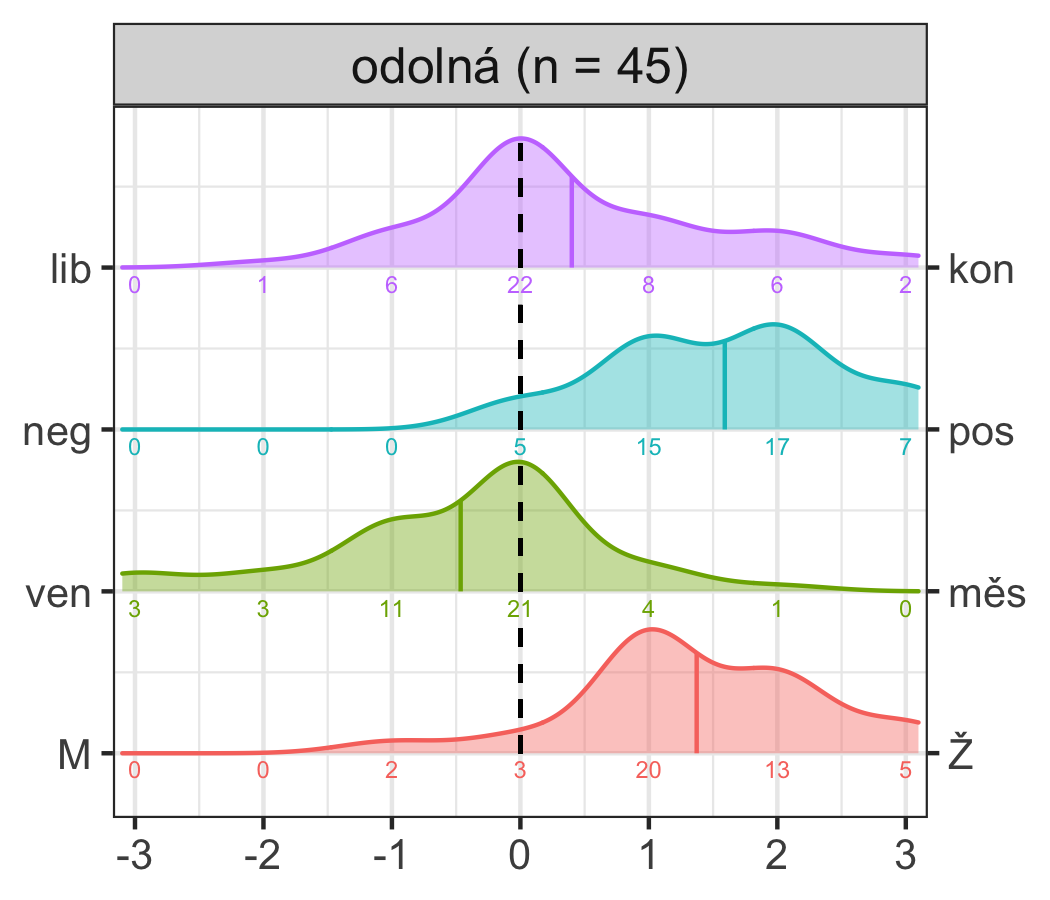 odolná (n = 45)
lib kon
0 1 6 22 8 6 2
neg pos
0 0 0 5 15 17 7
ven měs
3 3 11 21 4 1 0
M Ž
0 0 2 3 20 13 5
-3 -2 -1 0 1 2 3